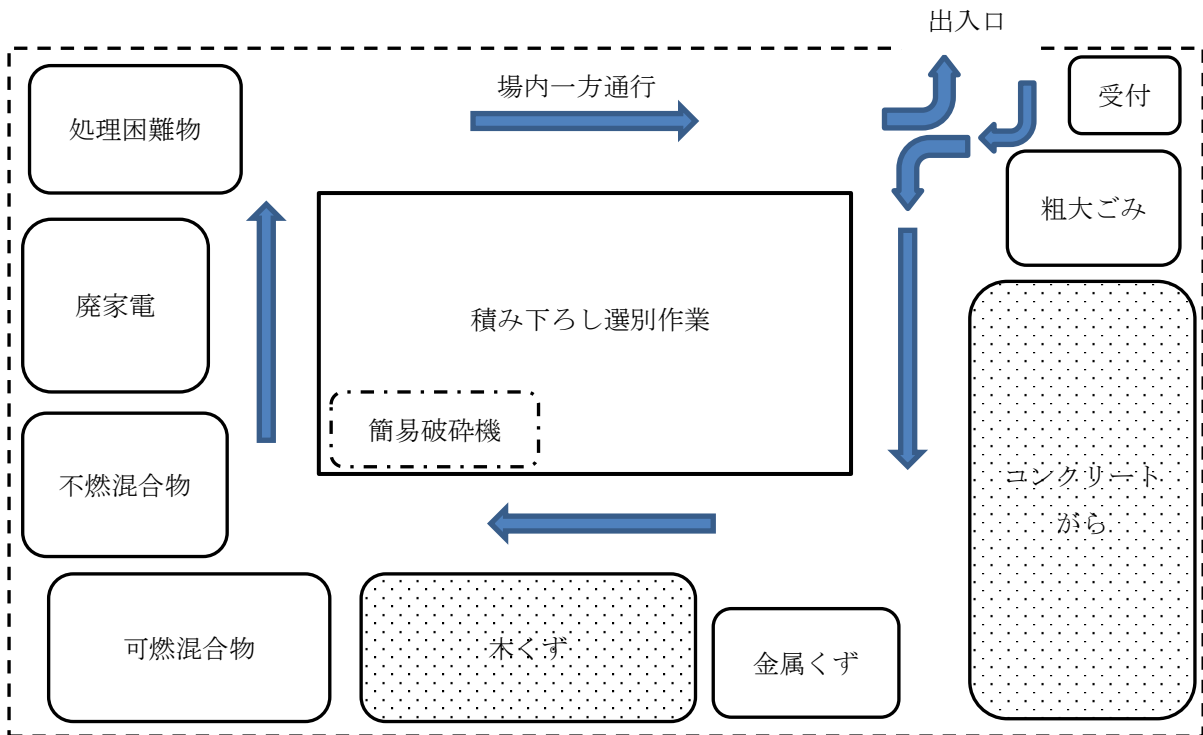 出入口
場内一方通行
受付
処理困難物
粗大ごみ
廃家電
積み下ろし選別作業
簡易破砕機
不燃混合物
コンクリート
がら
可燃混合物
木くず
金属くず